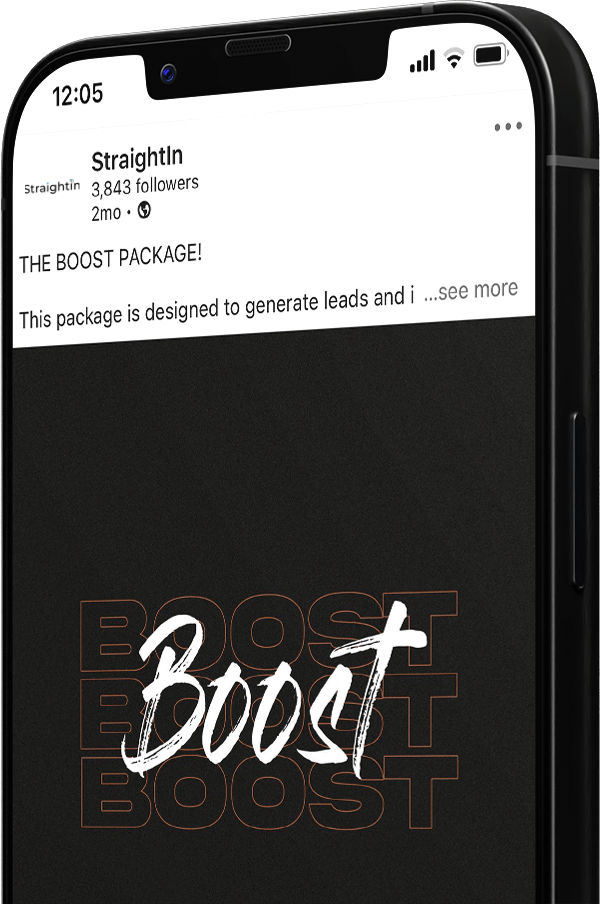 12:05
StraightIn
StraightIn
3,843 followers
2mo •
THE BOOST PACKAGE!
This package is designed to generate leads and i ...see more
BOOST
BOOST
BOOST
Boost